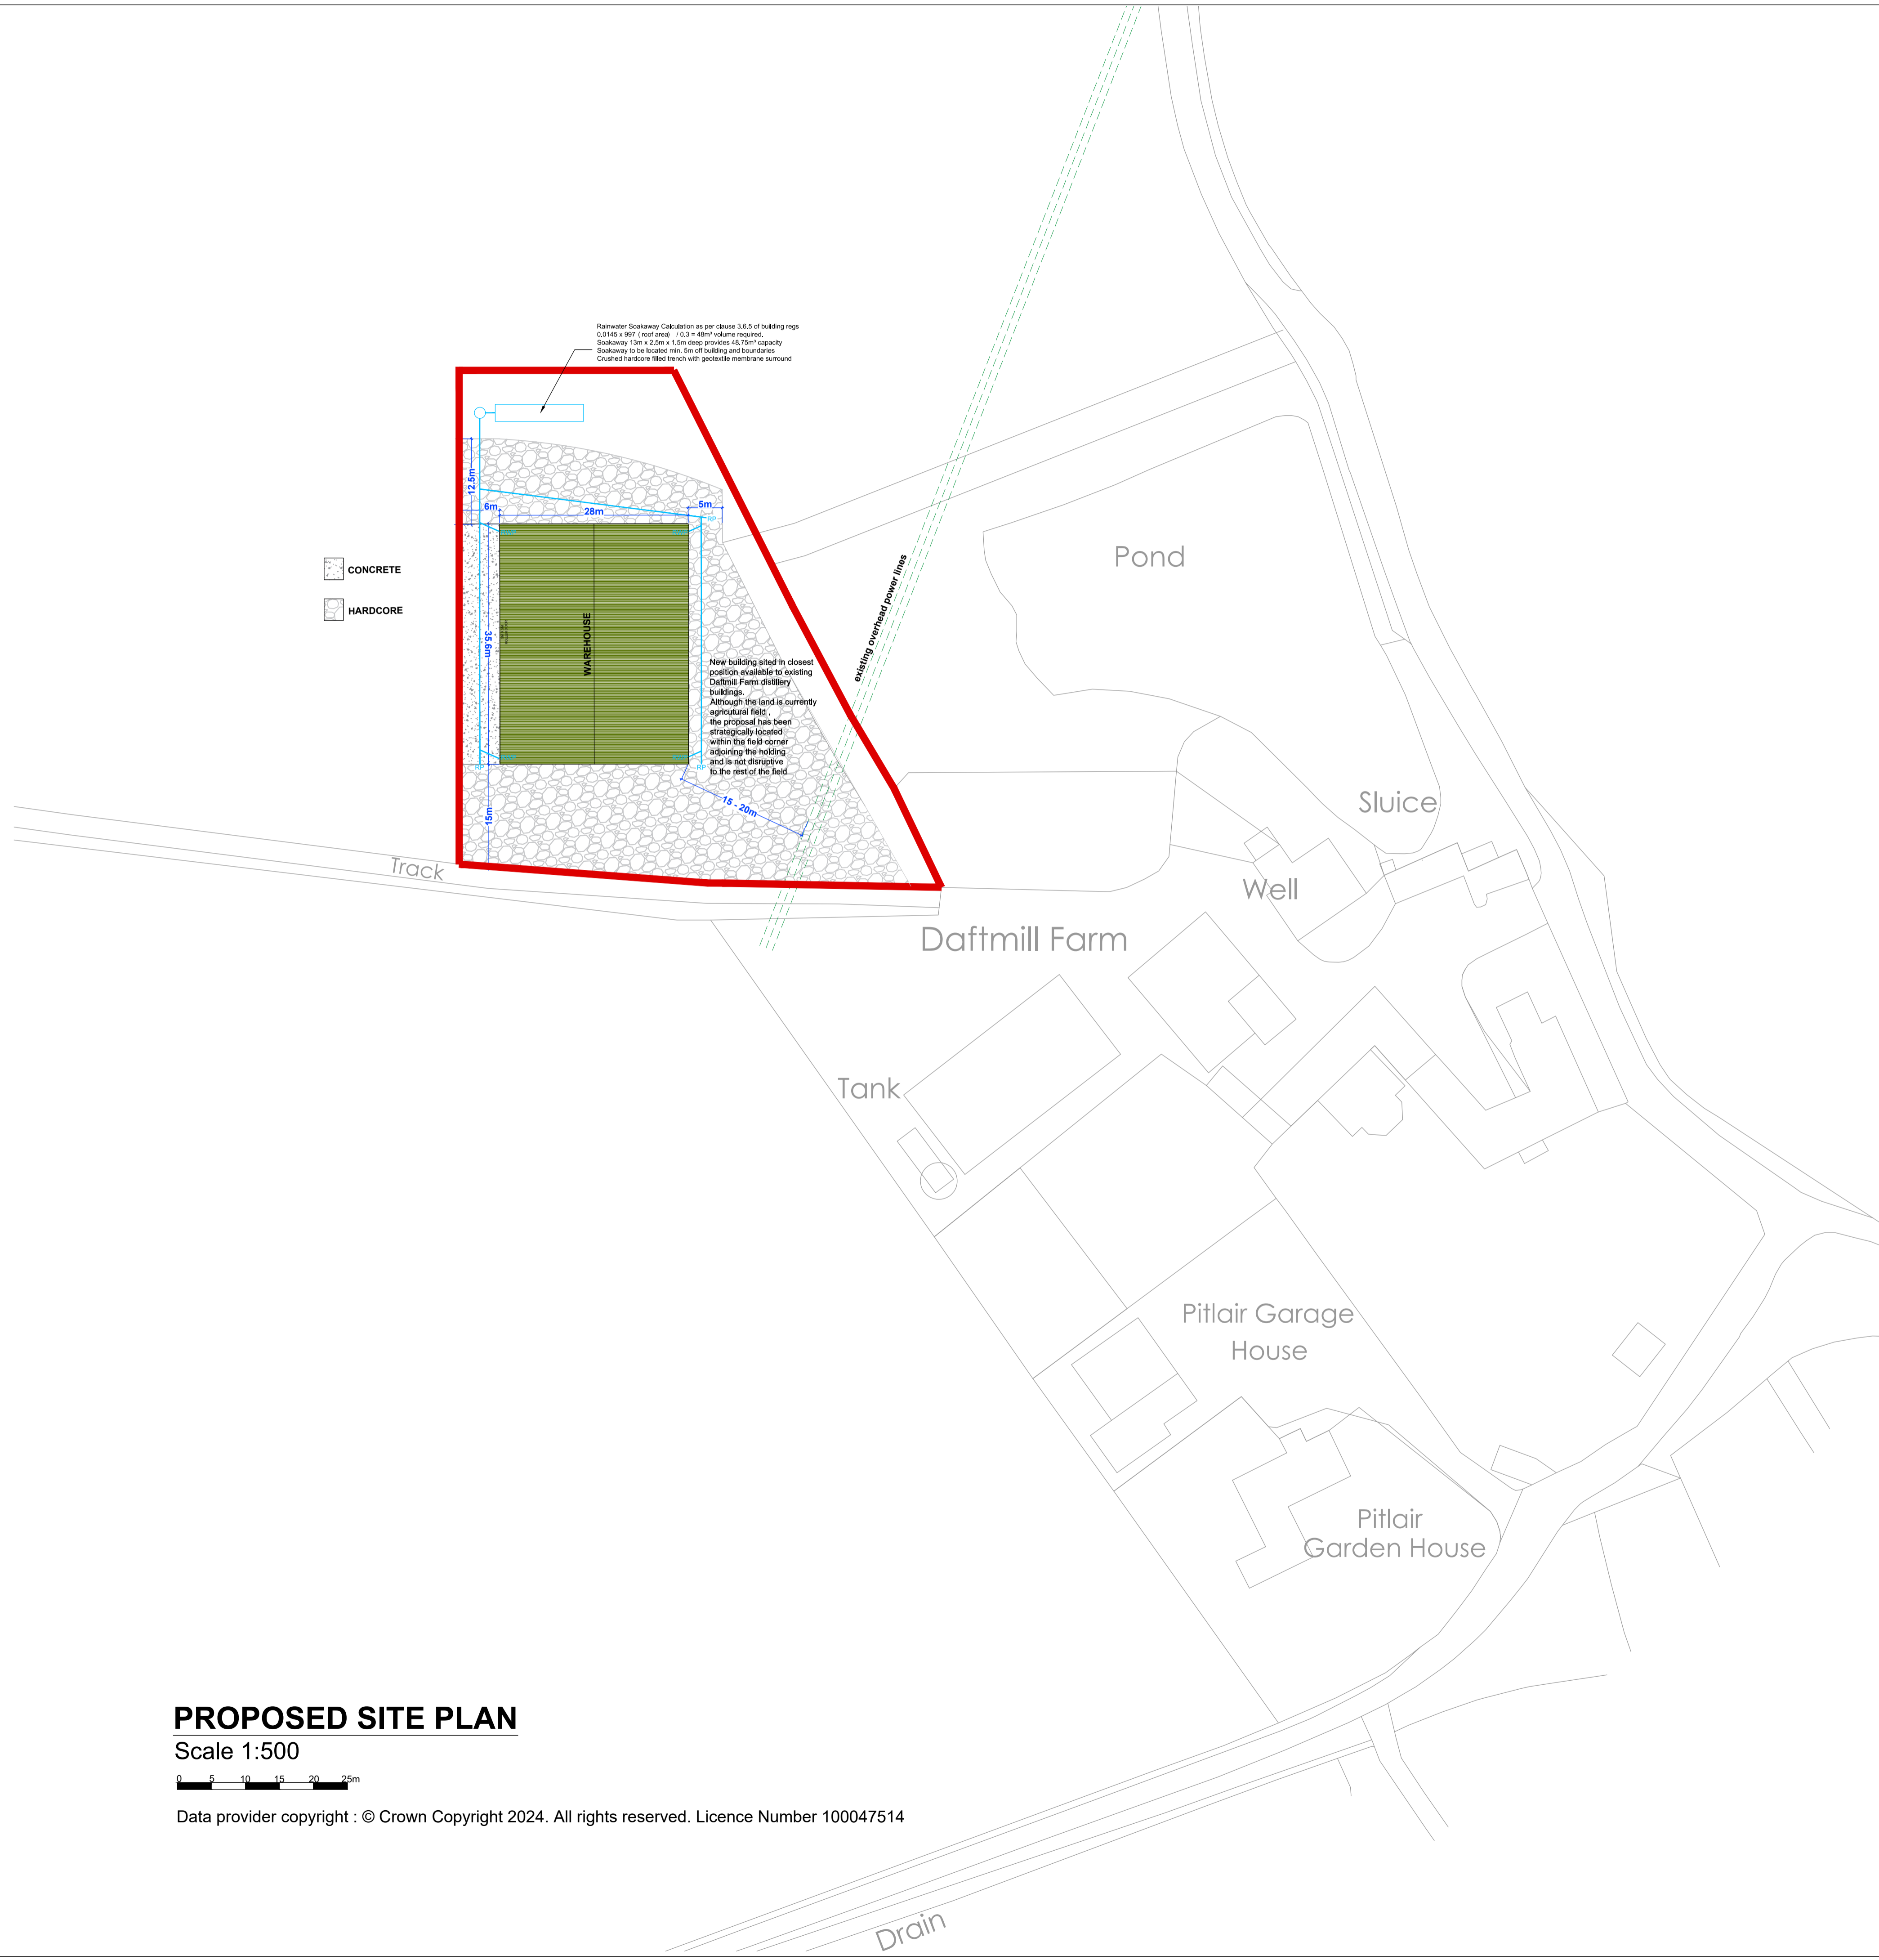 Rainwater Soakaway Calculation as per clause 3.6.5 of building regs
0.0145 x 997 ( roof area) / 0.3 = 48m³ volume required.
Soakaway 13m x 2.5m x 1.5m deep provides 48.75m³ capacity
Soakaway to be located min. 5m off building and boundaries
Crushed hardcore filled trench with geotextile membrane surround
12.5m
6m
28m
5m
RP
CONCRETE
HARDCORE
35.6m
WAREHOUSE
existing overhead power lines
Pond
New building sited in closest
position available to existing
Daftmill Farm distillery
buildings.
Although the land is currently
agricutural field ,
the proposal has been
strategically located
within the field corner
adjoining the holding
and is not disruptive
to the rest of the field
RP
RP
15m
15 - 20m
Sluice
Track
Well
Daftmill Farm
Tank
Pitlair Garage
House
Pitlair
Garden House
PROPOSED SITE PLAN
Scale 1:500
0 5 10 15 20 25m
Data provider copyright : © Crown Copyright 2024. All rights reserved. Licence Number 100047514
Drain